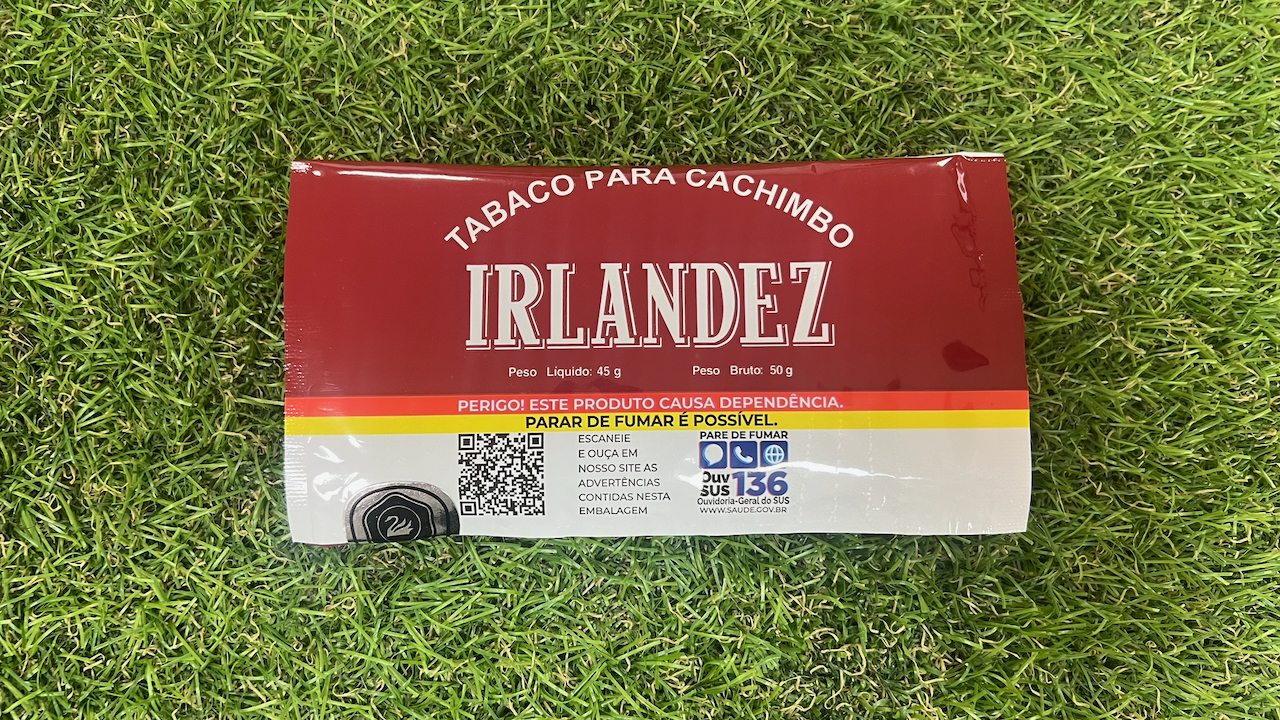 TABACO PARA CACHIMBO
IRLANDEZ
Peso Líquido: 45 g
Peso Bruto: 50 g
PERIGO! ESTE PRODUTO CAUSA DEPENDÊNCIA.
PARAR DE FUMAR É POSSÍVEL.
ESCANEIE
E OUÇA EM
NOSSO SITE AS
ADVERTÊNCIAS
CONTIDAS NESTA
EMBALAGEM
PARE DE FUMAR
Ouv
SUS 136
Ouvidoria-Geral do SUS
WWW.SAUDE.GOV.BR